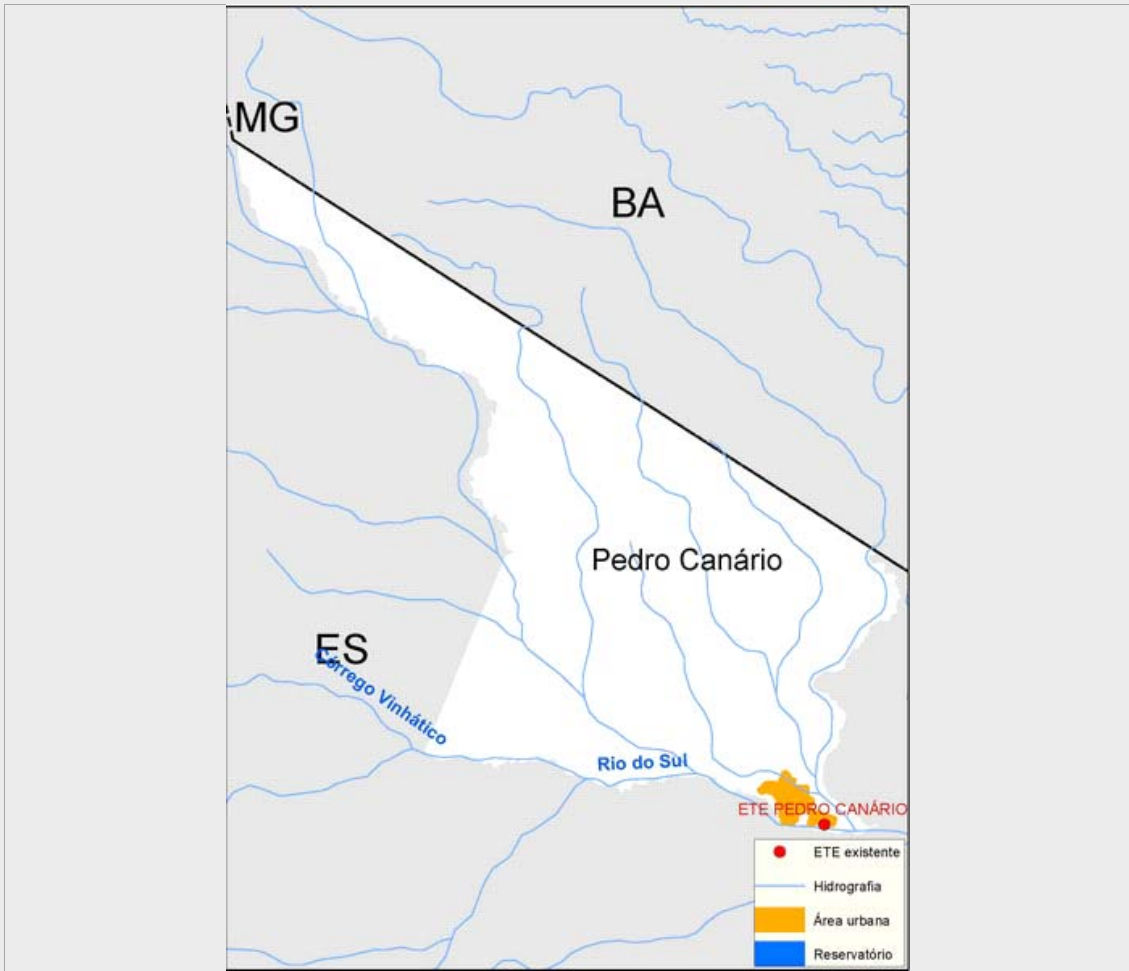 MG
BA
Pedro Canário
ES
Córrego Vinhático
Rio do Sul
ETE PEDRO CANÁRIO
ETE existente
Hidrografia
Área urbana
Reservatório